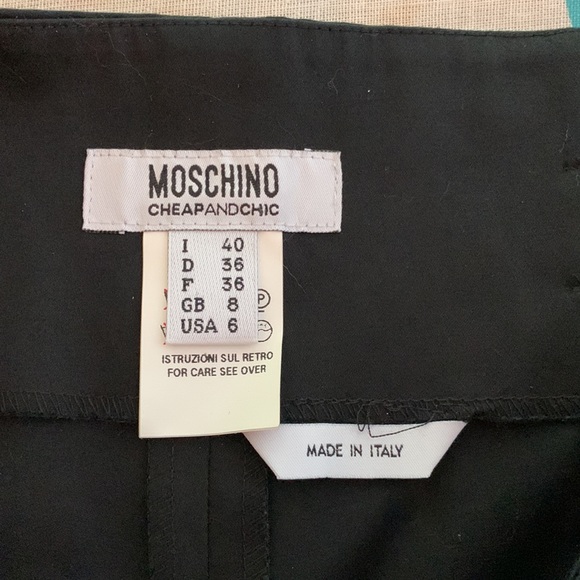 MOSCHINO
CHEAPANDCHIC
I 40
D 36
F 36
GB 8
USA 6
P
ISTRUZIONI SUL RETRO
FOR CARE SEE OVER
MADE IN ITALY